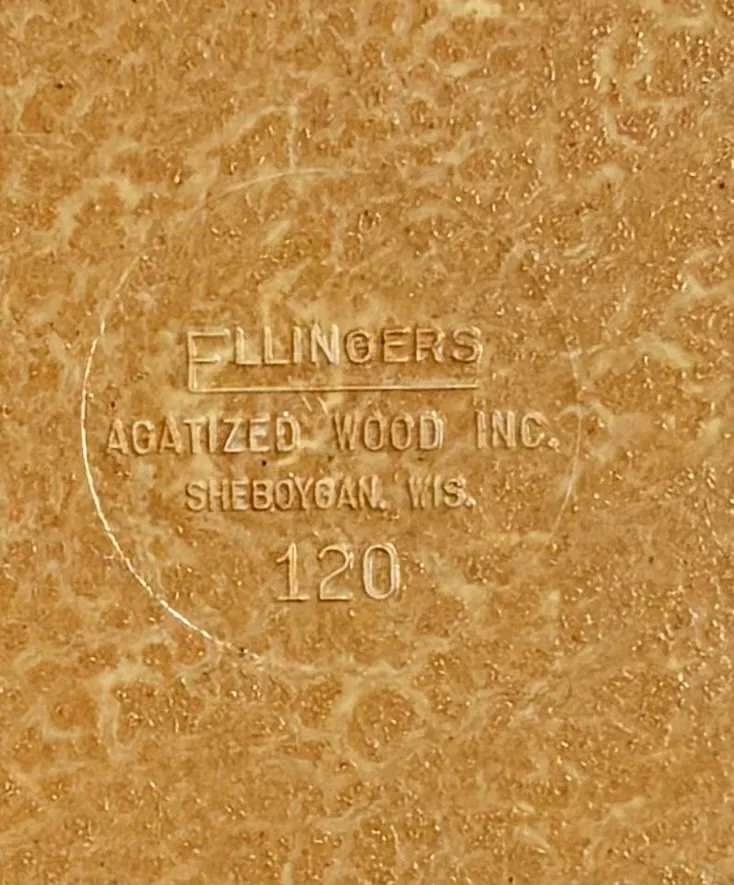 ELLINGERS
AGATIZED WOOD INC.
SHEBOYGAN, WIS.
120